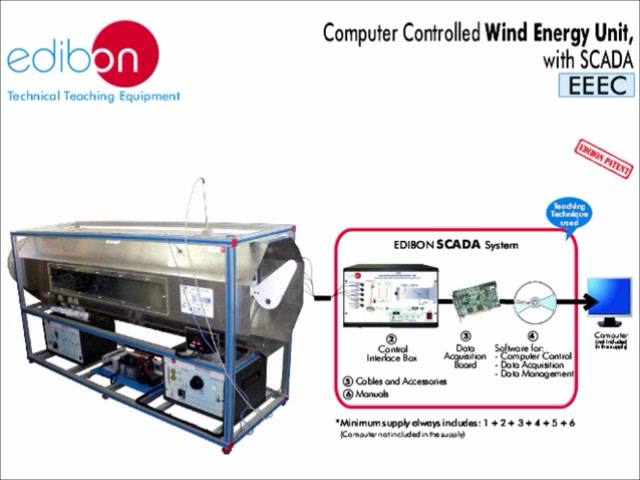 edibon
Technical Teaching Equipment
Computer Controlled Wind Energy Unit,
with SCADA
EEEC
EDIBON PATENT
Teaching
Technique
used
EDIBON SCADA System
2
Control
Interface Box
3
Data
Acquisition
Board
4
Software for:
- Computer Control
- Data Acquisition
- Data Management
5 Cables and Accessories
6 Manuals
Computer
(not included
in the supply)
*Minimum supply always includes: 1 + 2 + 3 + 4 + 5 + 6
(Computer not included in the supply)